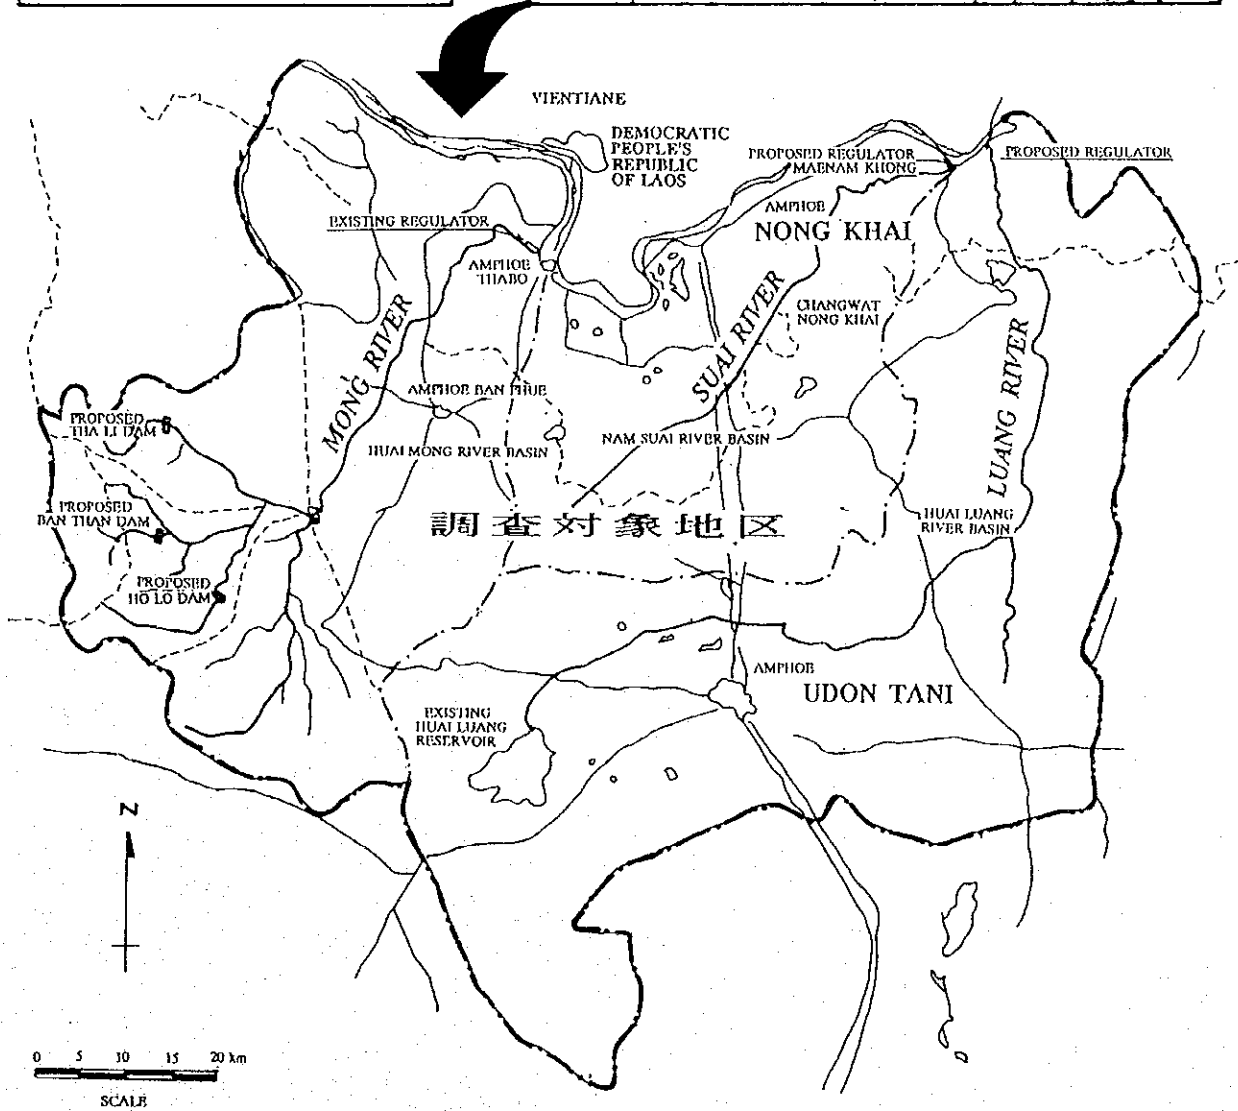 VIENTIANE
DEMOCRATIC
PEOPLE'S
REPUBLIC
OF LAOS
PROPOSED REGULATOR
MAENAM KHONG
PROPOSED REGULATOR
EXISTING REGULATOR
AMPHOE
NONG KHAI
AMPHOE
THABO
CHANGWAT
NONG KHAI
MONG RIVER
SUAI RIVER
LUANG RIVER
AMPHOE BAN PHUE
PROPOSED
THA LI DAM
HUAI MONG RIVER BASIN
NAM SUAI RIVER BASIN
PROPOSED
BAN THAN DAM
調査対象地区
HUAI LUANG
RIVER BASIN
PROPOSED
HO LO DAM
AMPHOE
UDON TANI
EXISTING
HUAI LUANG
RESERVOIR
N
0 5 10 15 20 km
SCALE